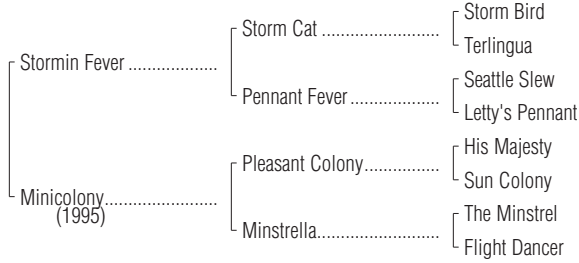 Storm Bird
Storm Cat ........................
Terlingua
Stormin Fever ..................
Seattle Slew
Pennant Fever ..................
Letty's Pennant
His Majesty
Pleasant Colony...............
Sun Colony
Minicolony.......................
(1995)
The Minstrel
Minstrella.........................
Flight Dancer